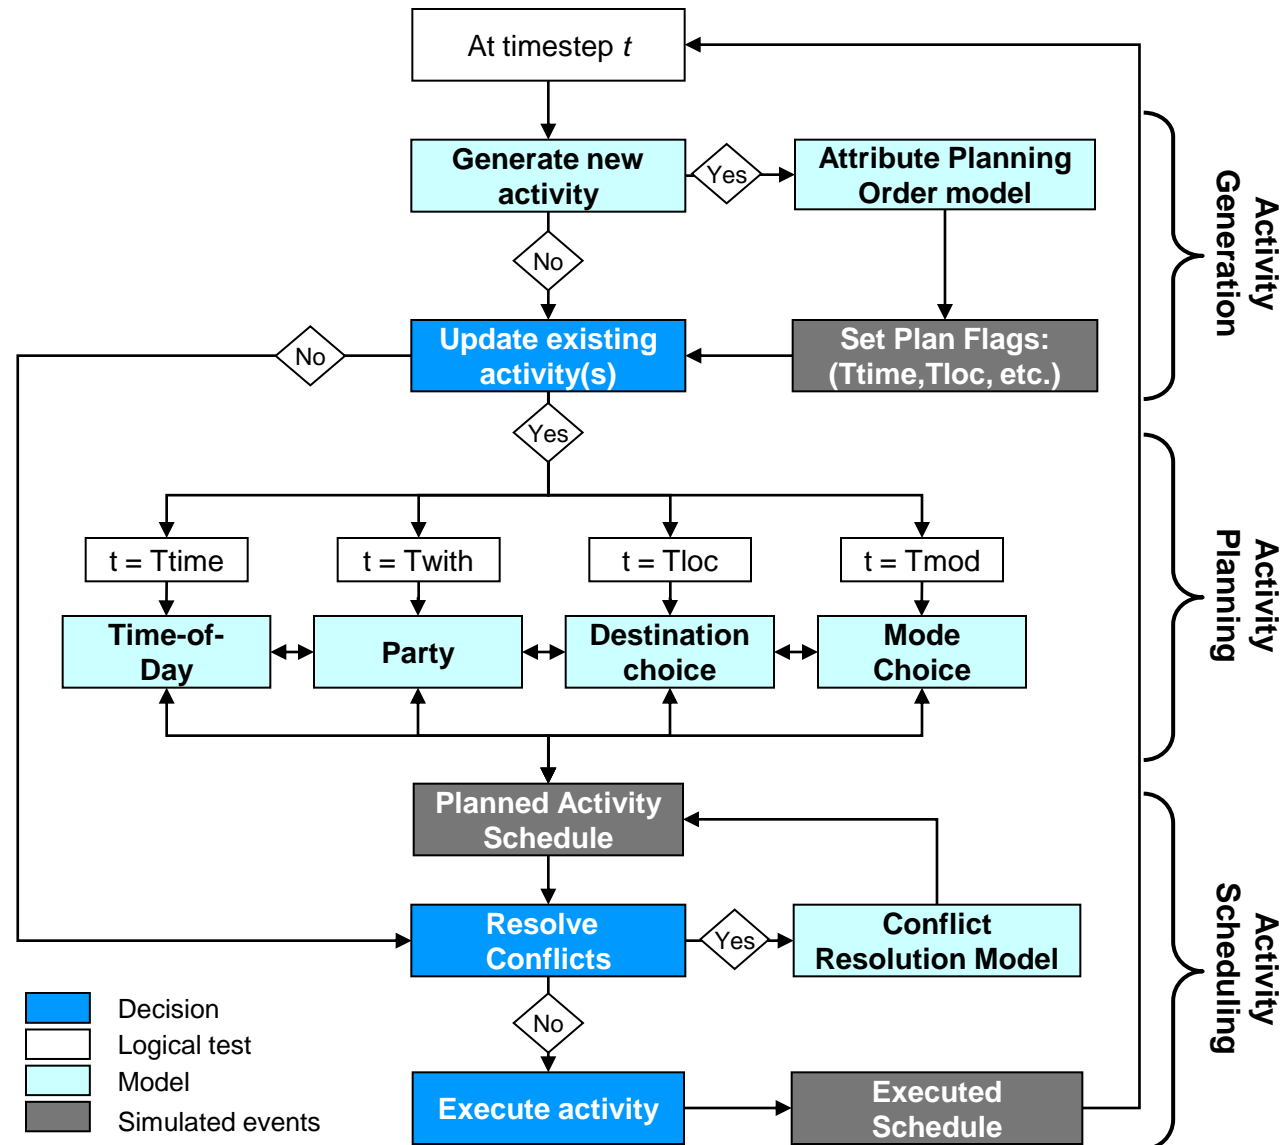 At timestep t
Generate new
activity
Yes
Attribute Planning
Order model
No
Activity
Generation
No
Update existing
activity(s)
Set Plan Flags:
(Ttime,Tloc, etc.)
Yes
t = Ttime
t = Twith
t = Tloc
t = Tmod
Time-of-
Day
Party
Destination
choice
Mode
Choice
Activity
Planning
Planned Activity
Schedule
Resolve
Conflicts
Yes
Conflict
Resolution Model
Activity
Scheduling
No
Execute activity
Executed
Schedule
Decision
Logical test
Model
Simulated events